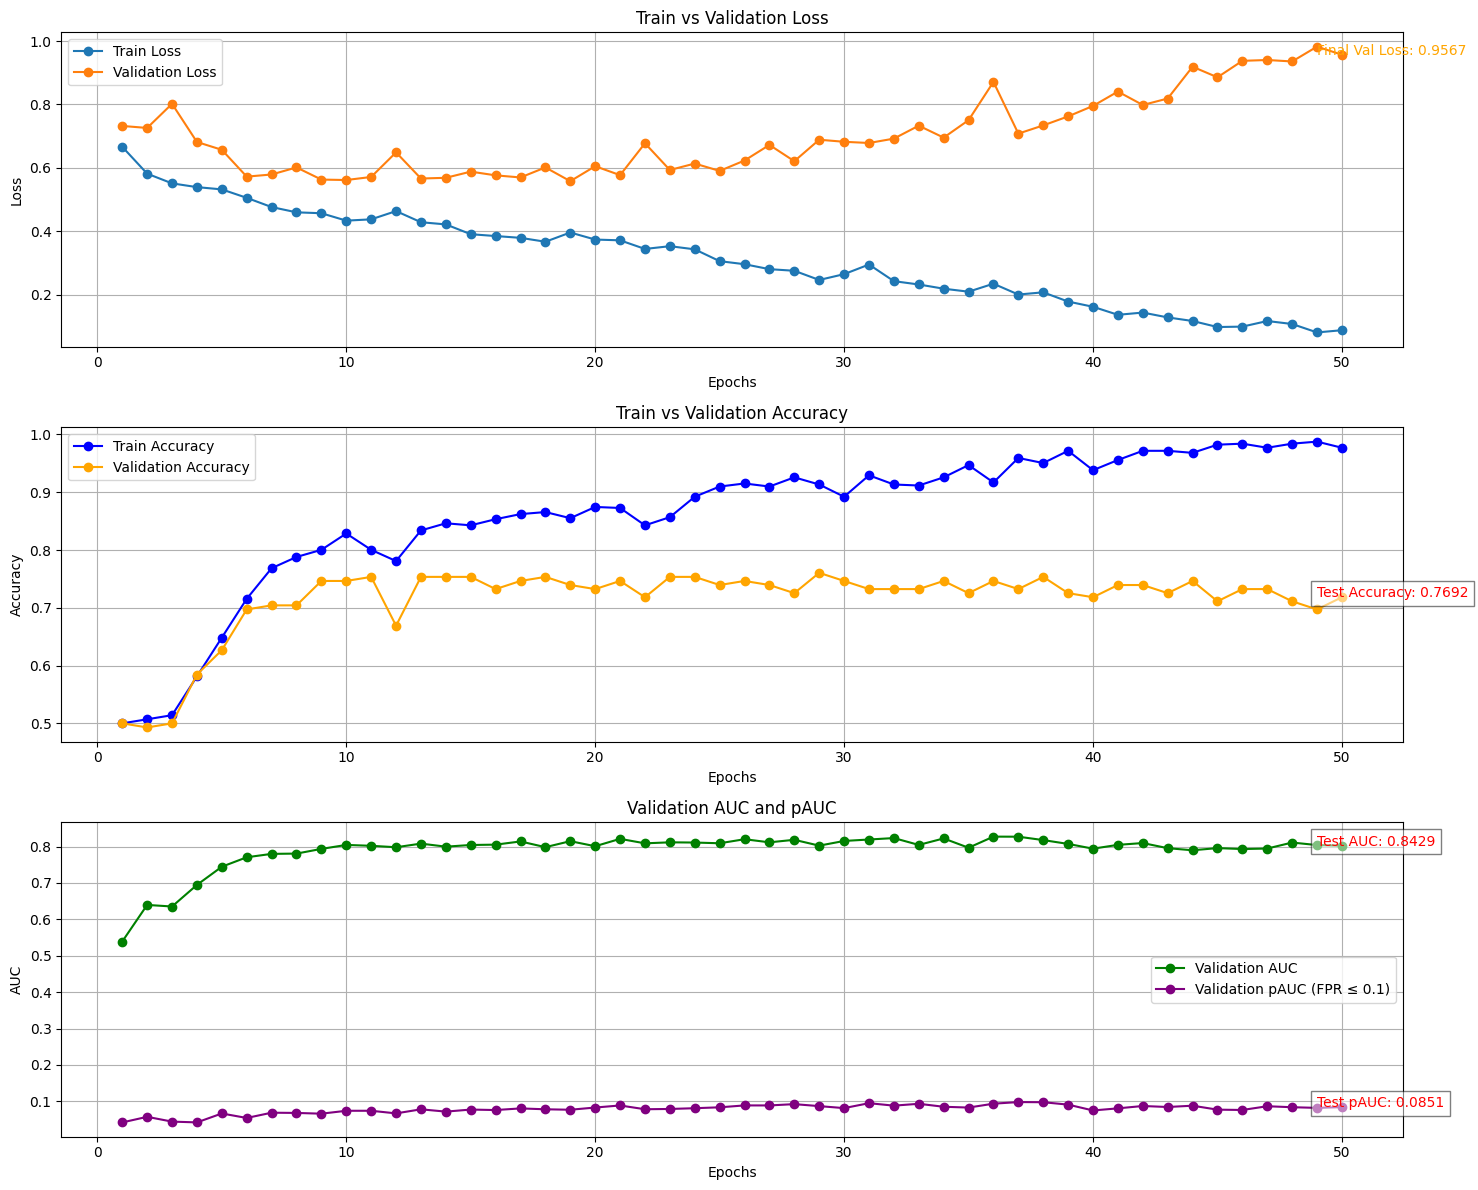 Train vs Validation Loss
Train Loss
Validation Loss
Final Val Loss: 0.9567
Loss
1.0
0.8
0.6
0.4
0.2
0 10 20 30 40 50
Epochs
Train vs Validation Accuracy
Train Accuracy
Validation Accuracy
Test Accuracy: 0.7692
Accuracy
1.0
0.9
0.8
0.7
0.6
0.5
0 10 20 30 40 50
Epochs
Validation AUC and pAUC
Test AUC: 0.8429
Validation AUC
Validation pAUC (FPR ≤ 0.1)
Test pAUC: 0.0851
AUC
0.8
0.7
0.6
0.5
0.4
0.3
0.2
0.1
0 10 20 30 40 50
Epochs